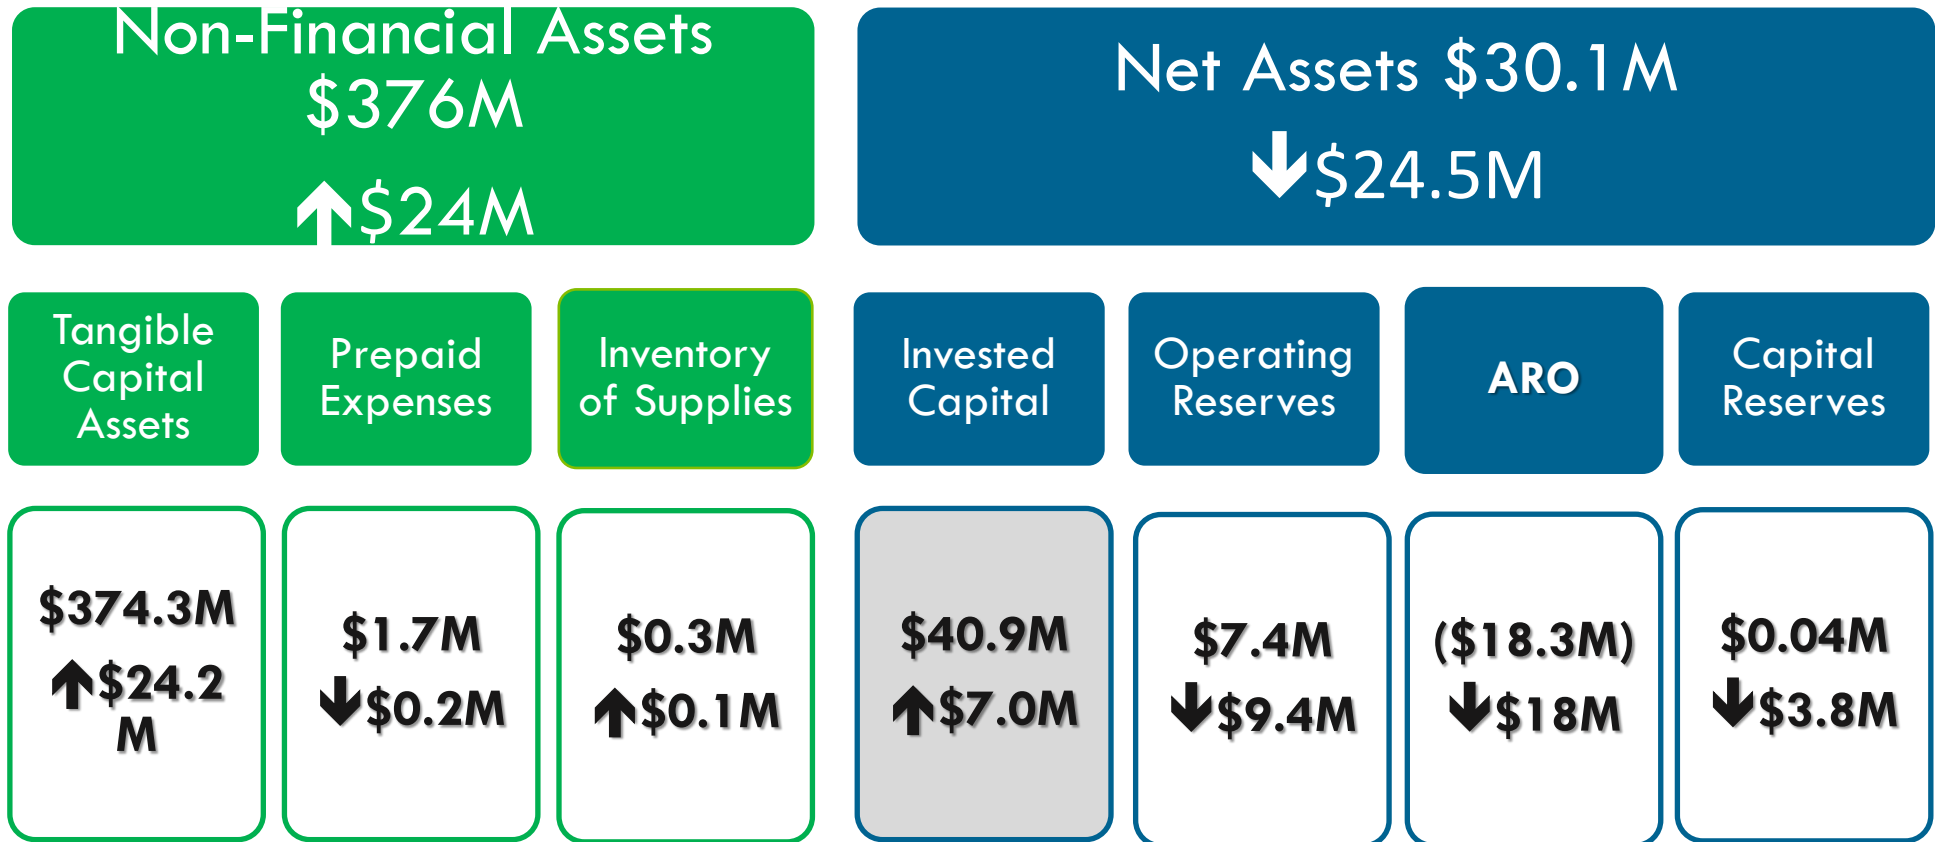 Non-Financial Assets
$376M
↑$24M
Net Assets $30.1M
↓$24.5M
Tangible
Capital
Assets
Prepaid
Expenses
Inventory
of Supplies
Invested
Capital
Operating
Reserves
ARO
Capital
Reserves
$374.3M
↑$24.2
M
$1.7M
↓$0.2M
$0.3M
↑$0.1M
$40.9M
↑$7.0M
$7.4M
↓$9.4M
($18.3M)
↓$18M
$0.04M
↓$3.8M